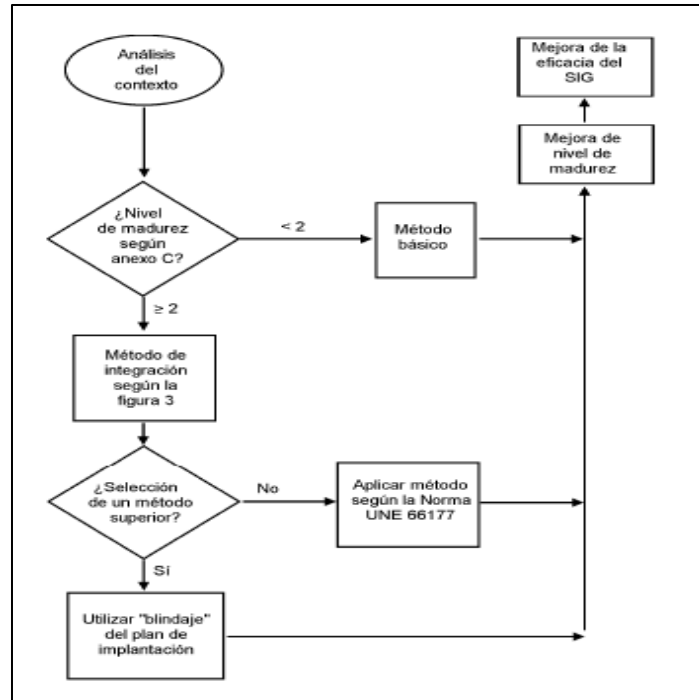 Análisis
del
contexto
Mejora de la
eficacia del
SIG
Mejora de
nivel de
madurez
¿Nivel
de madurez
según
anexo C?
< 2
Método
básico
≥ 2
Método de
integración
según la
figura 3
¿Selección
de un método
superior?
No
Aplicar método
según la Norma
UNE 66177
Sí
Utilizar "blindaje"
del plan de
implantación